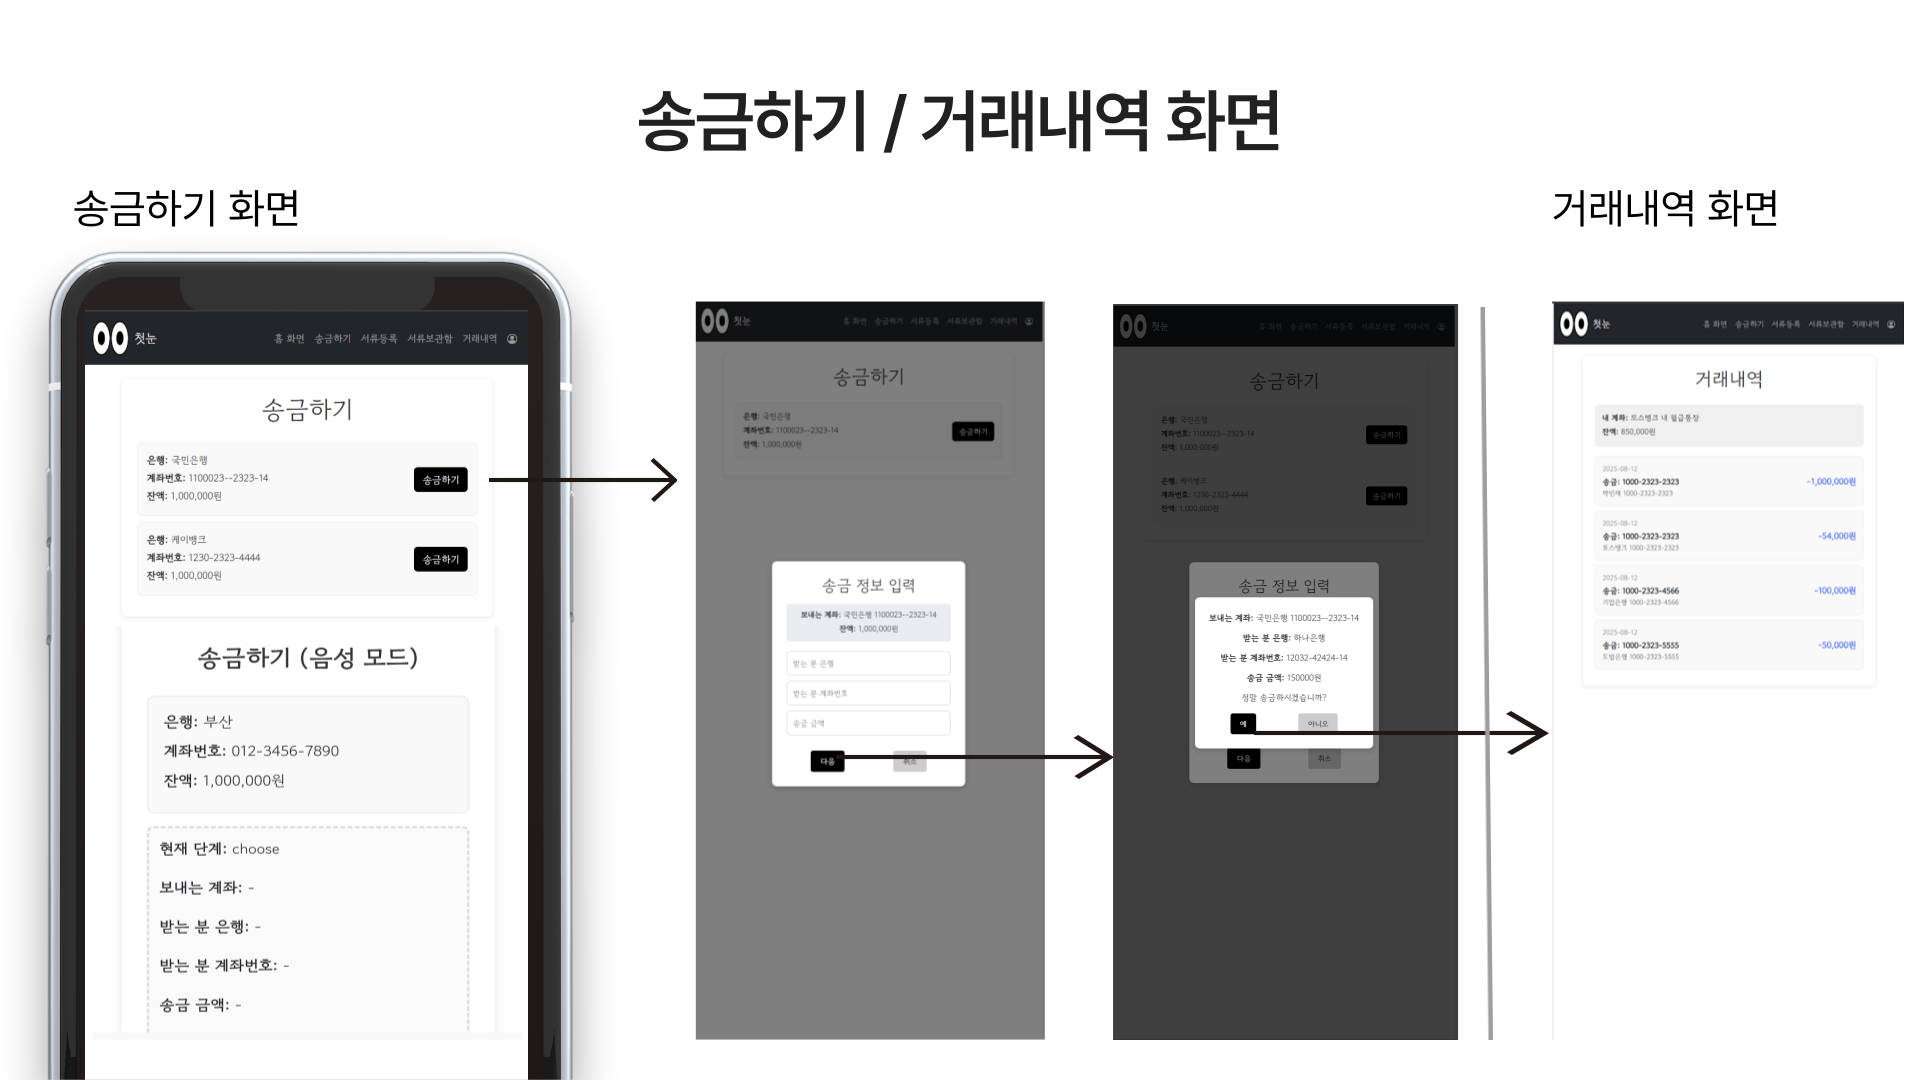 송금하기 / 거래내역 화면
송금하기 화면
거래내역 화면
첫눈
홈 화면 송금하기 서류등록 서류보관함 거래내역
송금하기
은행: 국민은행
계좌번호: 1100023--2323-14
잔액: 1,000,000원
송금하기
은행: 케이뱅크
계좌번호: 1230-2323-4444
잔액: 1,000,000원
송금하기
송금하기 (음성 모드)
은행: 부산
계좌번호: 012-3456-7890
잔액: 1,000,000원
현재 단계: choose
보내는 계좌: -
받는 분 은행: -
받는 분 계좌번호: -
송금 금액: -
첫눈
홈 화면 송금하기 서류등록 서류보관함 거래내역
송금하기
은행: 국민은행
계좌번호: 1100023--2323-14
잔액: 1,000,000원
송금하기
송금 정보 입력
보내는 계좌: 국민은행 1100023--2323-14
잔액: 1,000,000원
받는 분 은행
받는 분 계좌번호
송금 금액
다음 취소
첫눈
홈 화면 송금하기 서류등록 서류보관함 거래내역
송금하기
은행: 국민은행
계좌번호: 1100023--2323-14
잔액: 1,000,000원
송금하기
은행: 케이뱅크
계좌번호: 1230-2323-4444
잔액: 1,000,000원
송금하기
송금 정보 입력
보내는 계좌: 국민은행 1100023--2323-14
받는 분 은행: 하나은행
받는 분 계좌번호: 12032-42424-14
송금 금액: 150000원
정말 송금하시겠습니까?
예 아니오
다음 취소
첫눈
홈 화면 송금하기 서류등록 서류보관함 거래내역
거래내역
내 계좌: 토스뱅크 내 월급통장
잔액: 850,000원
2025-08-12
송금: 1000-2323-2323
-1,000,000원
박민재 1000-2323-2323
2025-08-12
송금: 1000-2323-2323
-54,000원
토스뱅크 1000-2323-2323
2025-08-12
송금: 1000-2323-4566
-100,000원
기업은행 1000-2323-4566
2025-08-12
송금: 1000-2323-5555
-50,000원
1000-2323-5555